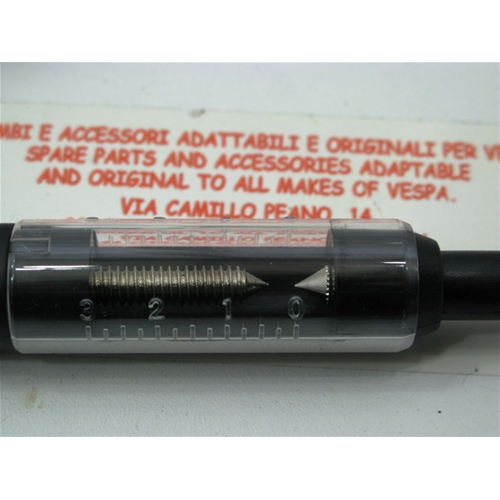 MBI E ACCESSORI ADATTABILI E ORIGINALI PER VE
SPARE PARTS AND ACCESSORIES ADAPTABLE
AND ORIGINAL TO ALL MAKES OF VESPA.
VIA CAMILLO PEANO, 14
3 2 1 0